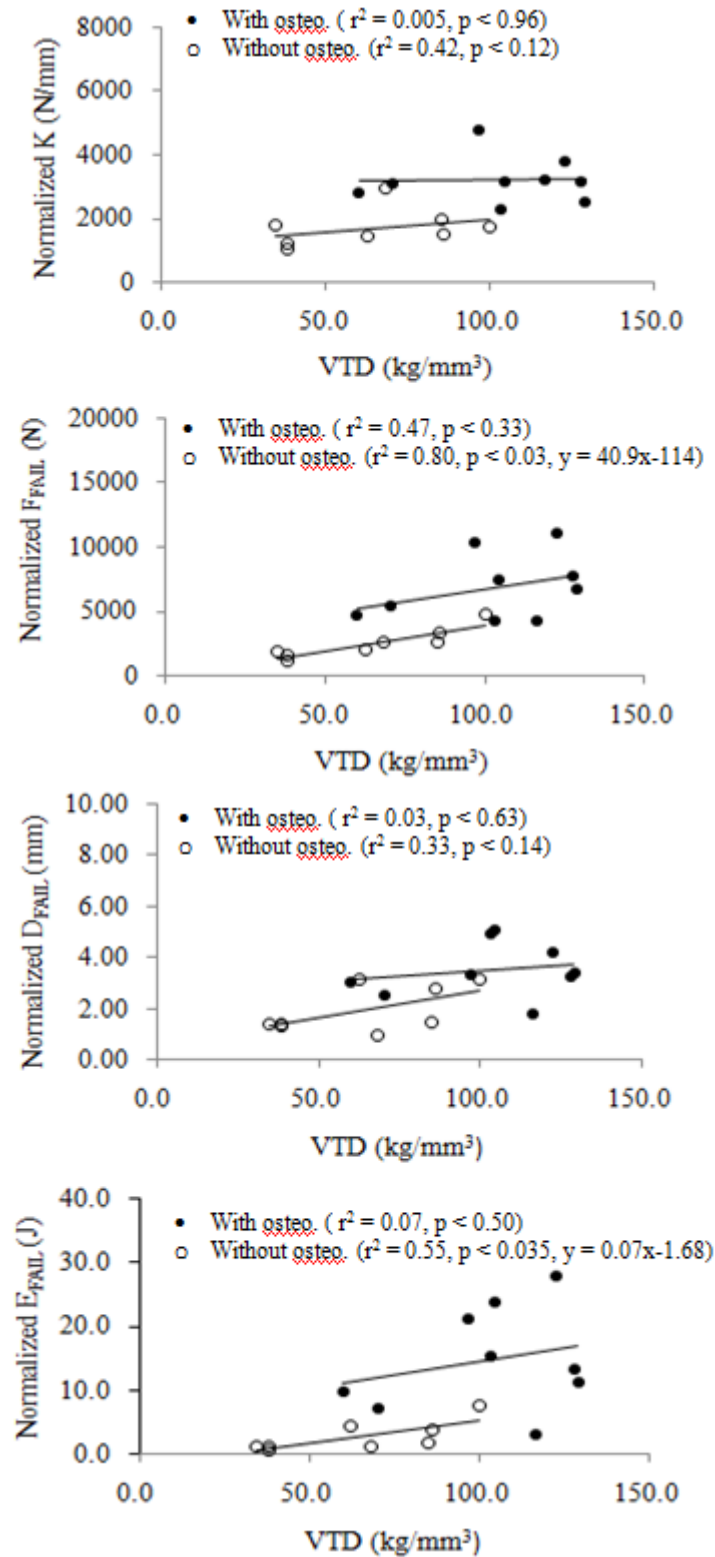 With osteo. ( r² = 0.005, p < 0.96)
Without osteo. (r² = 0.42, p < 0.12)
Normalized K (N/mm)
8000
6000
4000
2000
0
0.0 50.0 100.0 150.0
VTD (kg/mm³)
With osteo. ( r² = 0.47, p < 0.33)
Without osteo. (r² = 0.80, p < 0.03, y = 40.9x-114)
Normalized F_FAIL (N)
20000
15000
10000
5000
0
0.0 50.0 100.0 150.0
VTD (kg/mm³)
With osteo. ( r² = 0.03, p < 0.63)
Without osteo. (r² = 0.33, p < 0.14)
Normalized D_FAIL (mm)
10.00
8.00
6.00
4.00
2.00
0.00
0.0 50.0 100.0 150.0
VTD (kg/mm³)
With osteo. ( r² = 0.07, p < 0.50)
Without osteo. (r² = 0.55, p < 0.035, y = 0.07x-1.68)
Normalized E_FAIL (J)
40.0
30.0
20.0
10.0
0.0
0.0 50.0 100.0 150.0
VTD (kg/mm³)